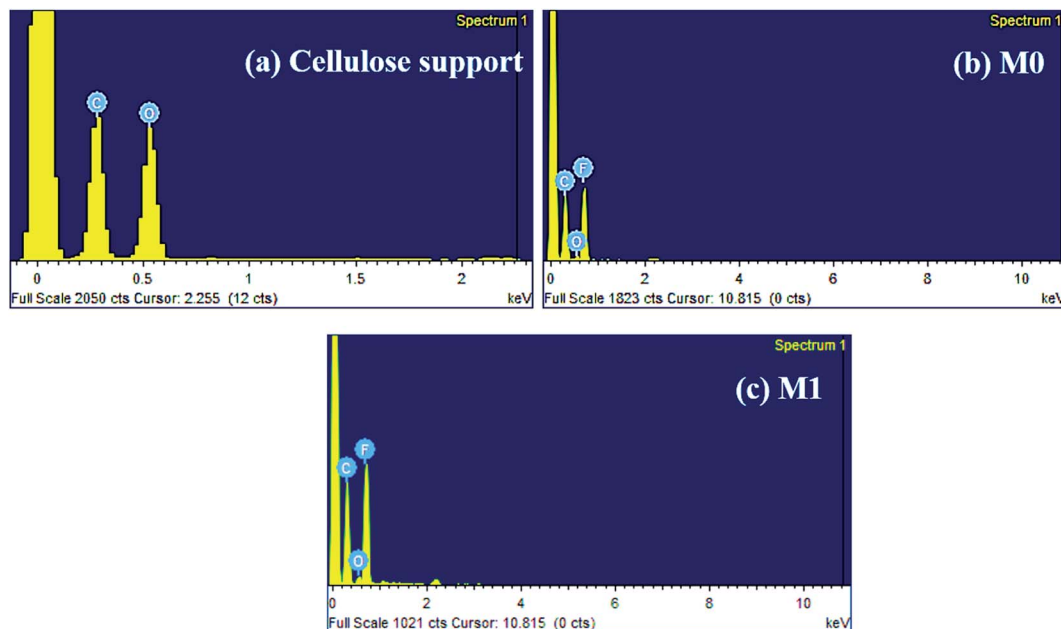 Spectrum 1
(a) Cellulose support
C
O
0 0.5 1 1.5 2
Full Scale 2050 cts Cursor: 2.255 (12 cts) keV
Spectrum 1
(b) M0
F
C
O
0 2 4 6 8 10
Full Scale 1823 cts Cursor: 10.815 (0 cts) keV
Spectrum 1
(c) M1
F
C
O
0 2 4 6 8 10
Full Scale 1021 cts Cursor: 10.815 (0 cts) keV